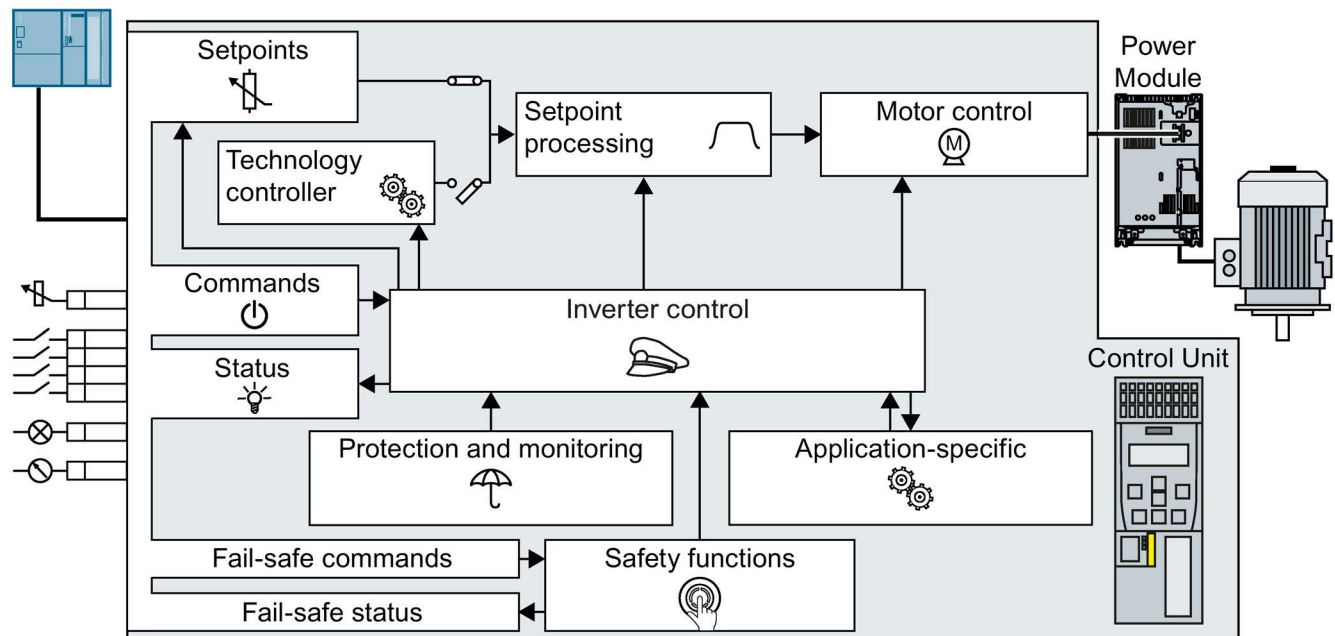 Setpoints
Power
Module
Setpoint
processing
Motor control
M
Technology
controller
Commands
Inverter control
Status
Control Unit
Protection and monitoring
Application-specific
Fail-safe commands
Safety functions
Fail-safe status